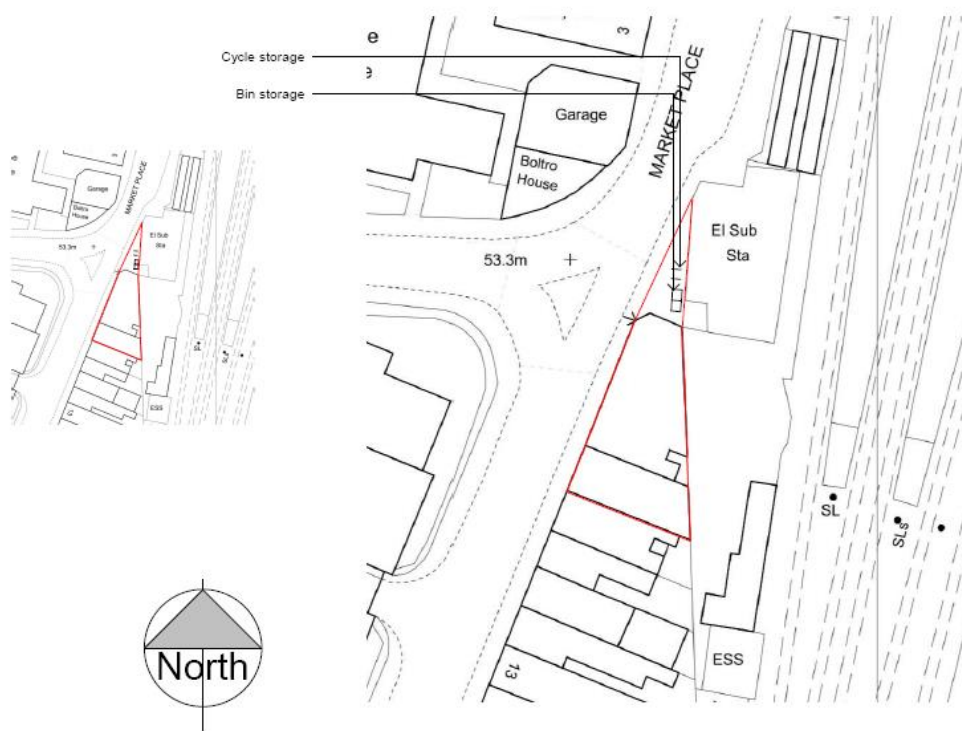 Cycle storage
Bin storage
e
e
3
MARKET PLACE
Garage
Boltro
House
El Sub
Sta
53.3m
SL
SLs
ESS
13
MARKET PLACE
Garage
El Sub
Sta
53.3m
ESS
North